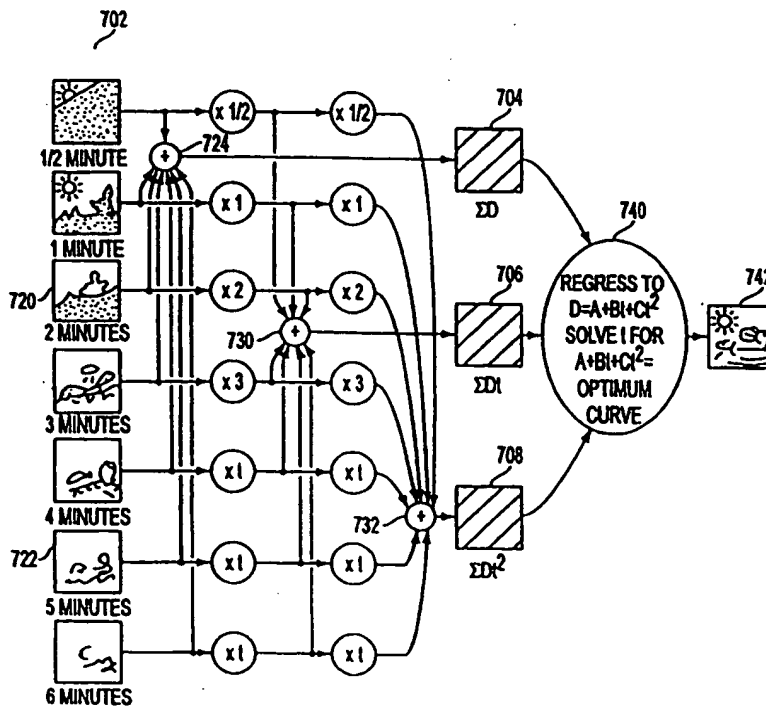 702
1/2 MINUTE
x 1/2
x 1/2
+
724
704
ΣD
1 MINUTE
x 1
x 1
720
2 MINUTES
x 2
x 2
730
+
706
ΣDt
740
REGRESS TO
D=A+Bt+Ct²
SOLVE t FOR
A+Bt+Ct²=
OPTIMUM
CURVE
742
3 MINUTES
x 3
x 3
4 MINUTES
x t
x t
732
+
708
ΣDt²
722
5 MINUTES
x t
x t
6 MINUTES
x t
x t